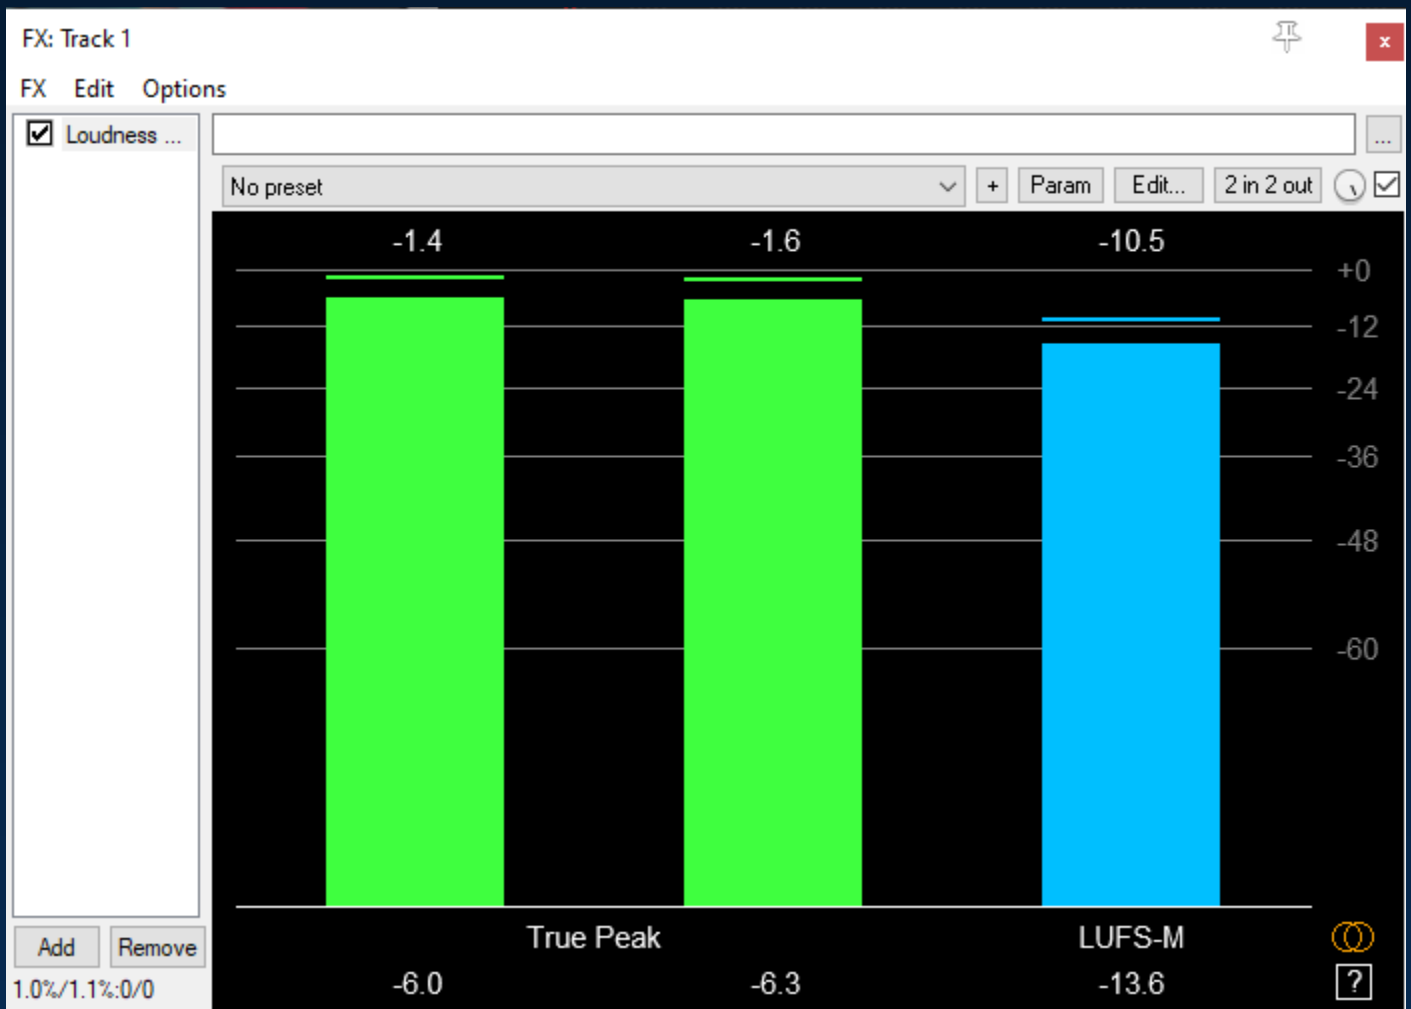 FX: Track 1
x
FX Edit Options
Loudness ...
...
No preset
+ Param Edit... 2 in 2 out
-1.4 -1.6 -10.5
+0
-12
-24
-36
-48
-60
True Peak LUFS-M
Add Remove
-6.0 -6.3 -13.6
?
1.0%/1.1%:0/0